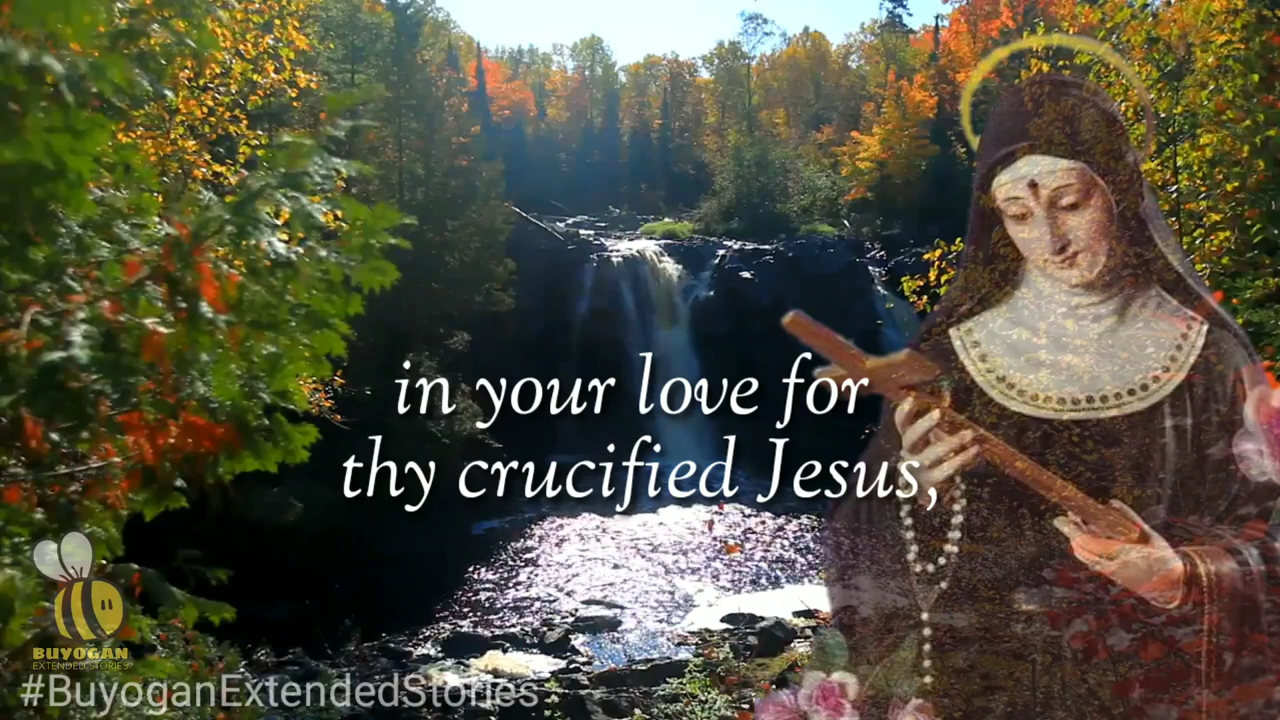 in your love for
thy crucified Jesus,
BUYOGAN
EXTENDED STORIES
#BuyoganExtendedStories